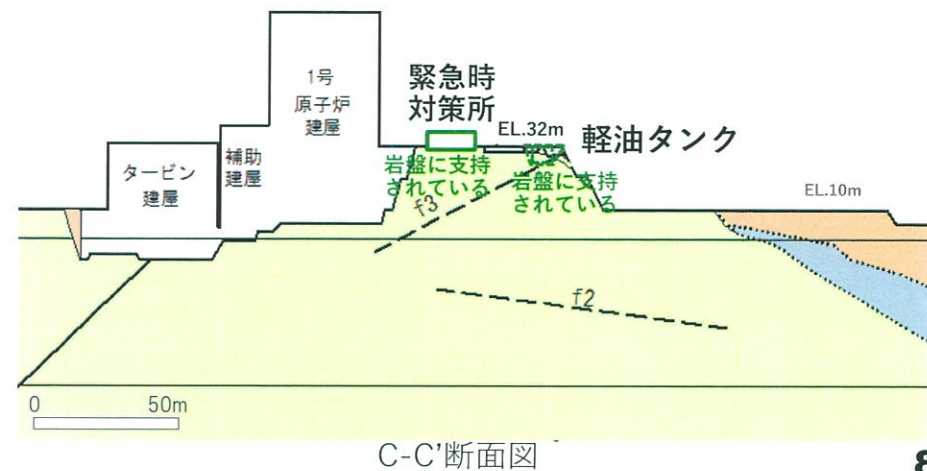 1号
原子炉
建屋
緊急時
対策所
EL.32m
軽油タンク
タービン
建屋
補助
建屋
岩盤に支持
されている
岩盤に支持
されている
EL.10m
f3
f2
0 50m
C-C'断面図